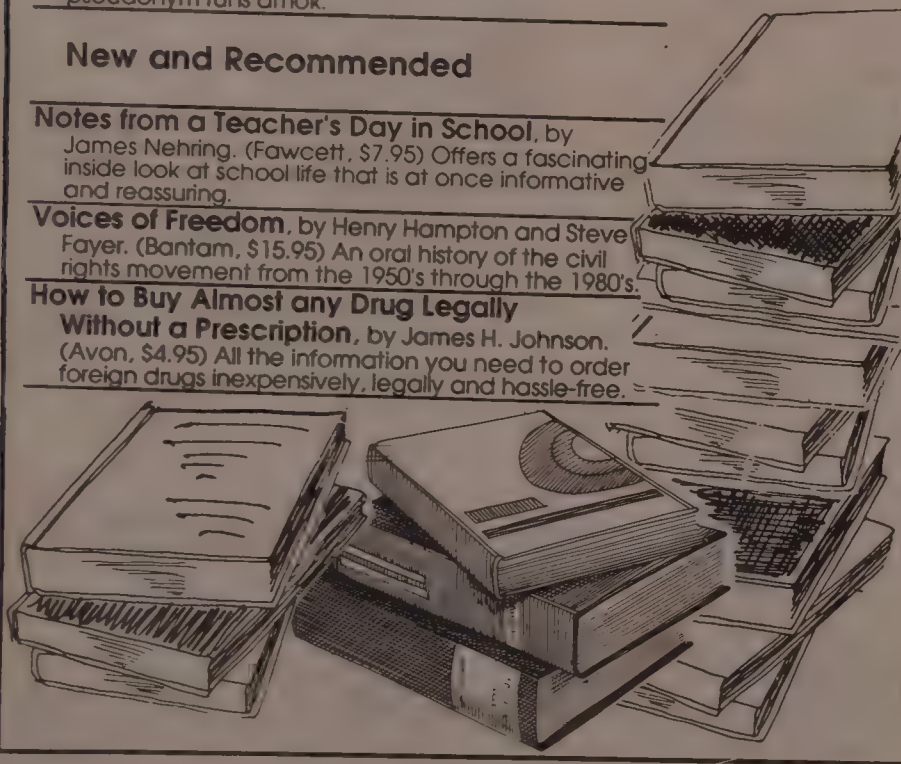 pseudonym runs amok.
New and Recommended
Notes from a Teacher's Day in School, by
James Nehring. (Fawcett, $7.95) Offers a fascinating
inside look at school life that is at once informative
and reassuring.
Voices of Freedom, by Henry Hampton and Steve
Fayer. (Bantam, $15.95) An oral history of the civil
rights movement from the 1950's through the 1980's.
How to Buy Almost any Drug Legally
Without a Prescription, by James H. Johnson.
(Avon, $4.95) All the information you need to order
foreign drugs inexpensively, legally and hassle-free.